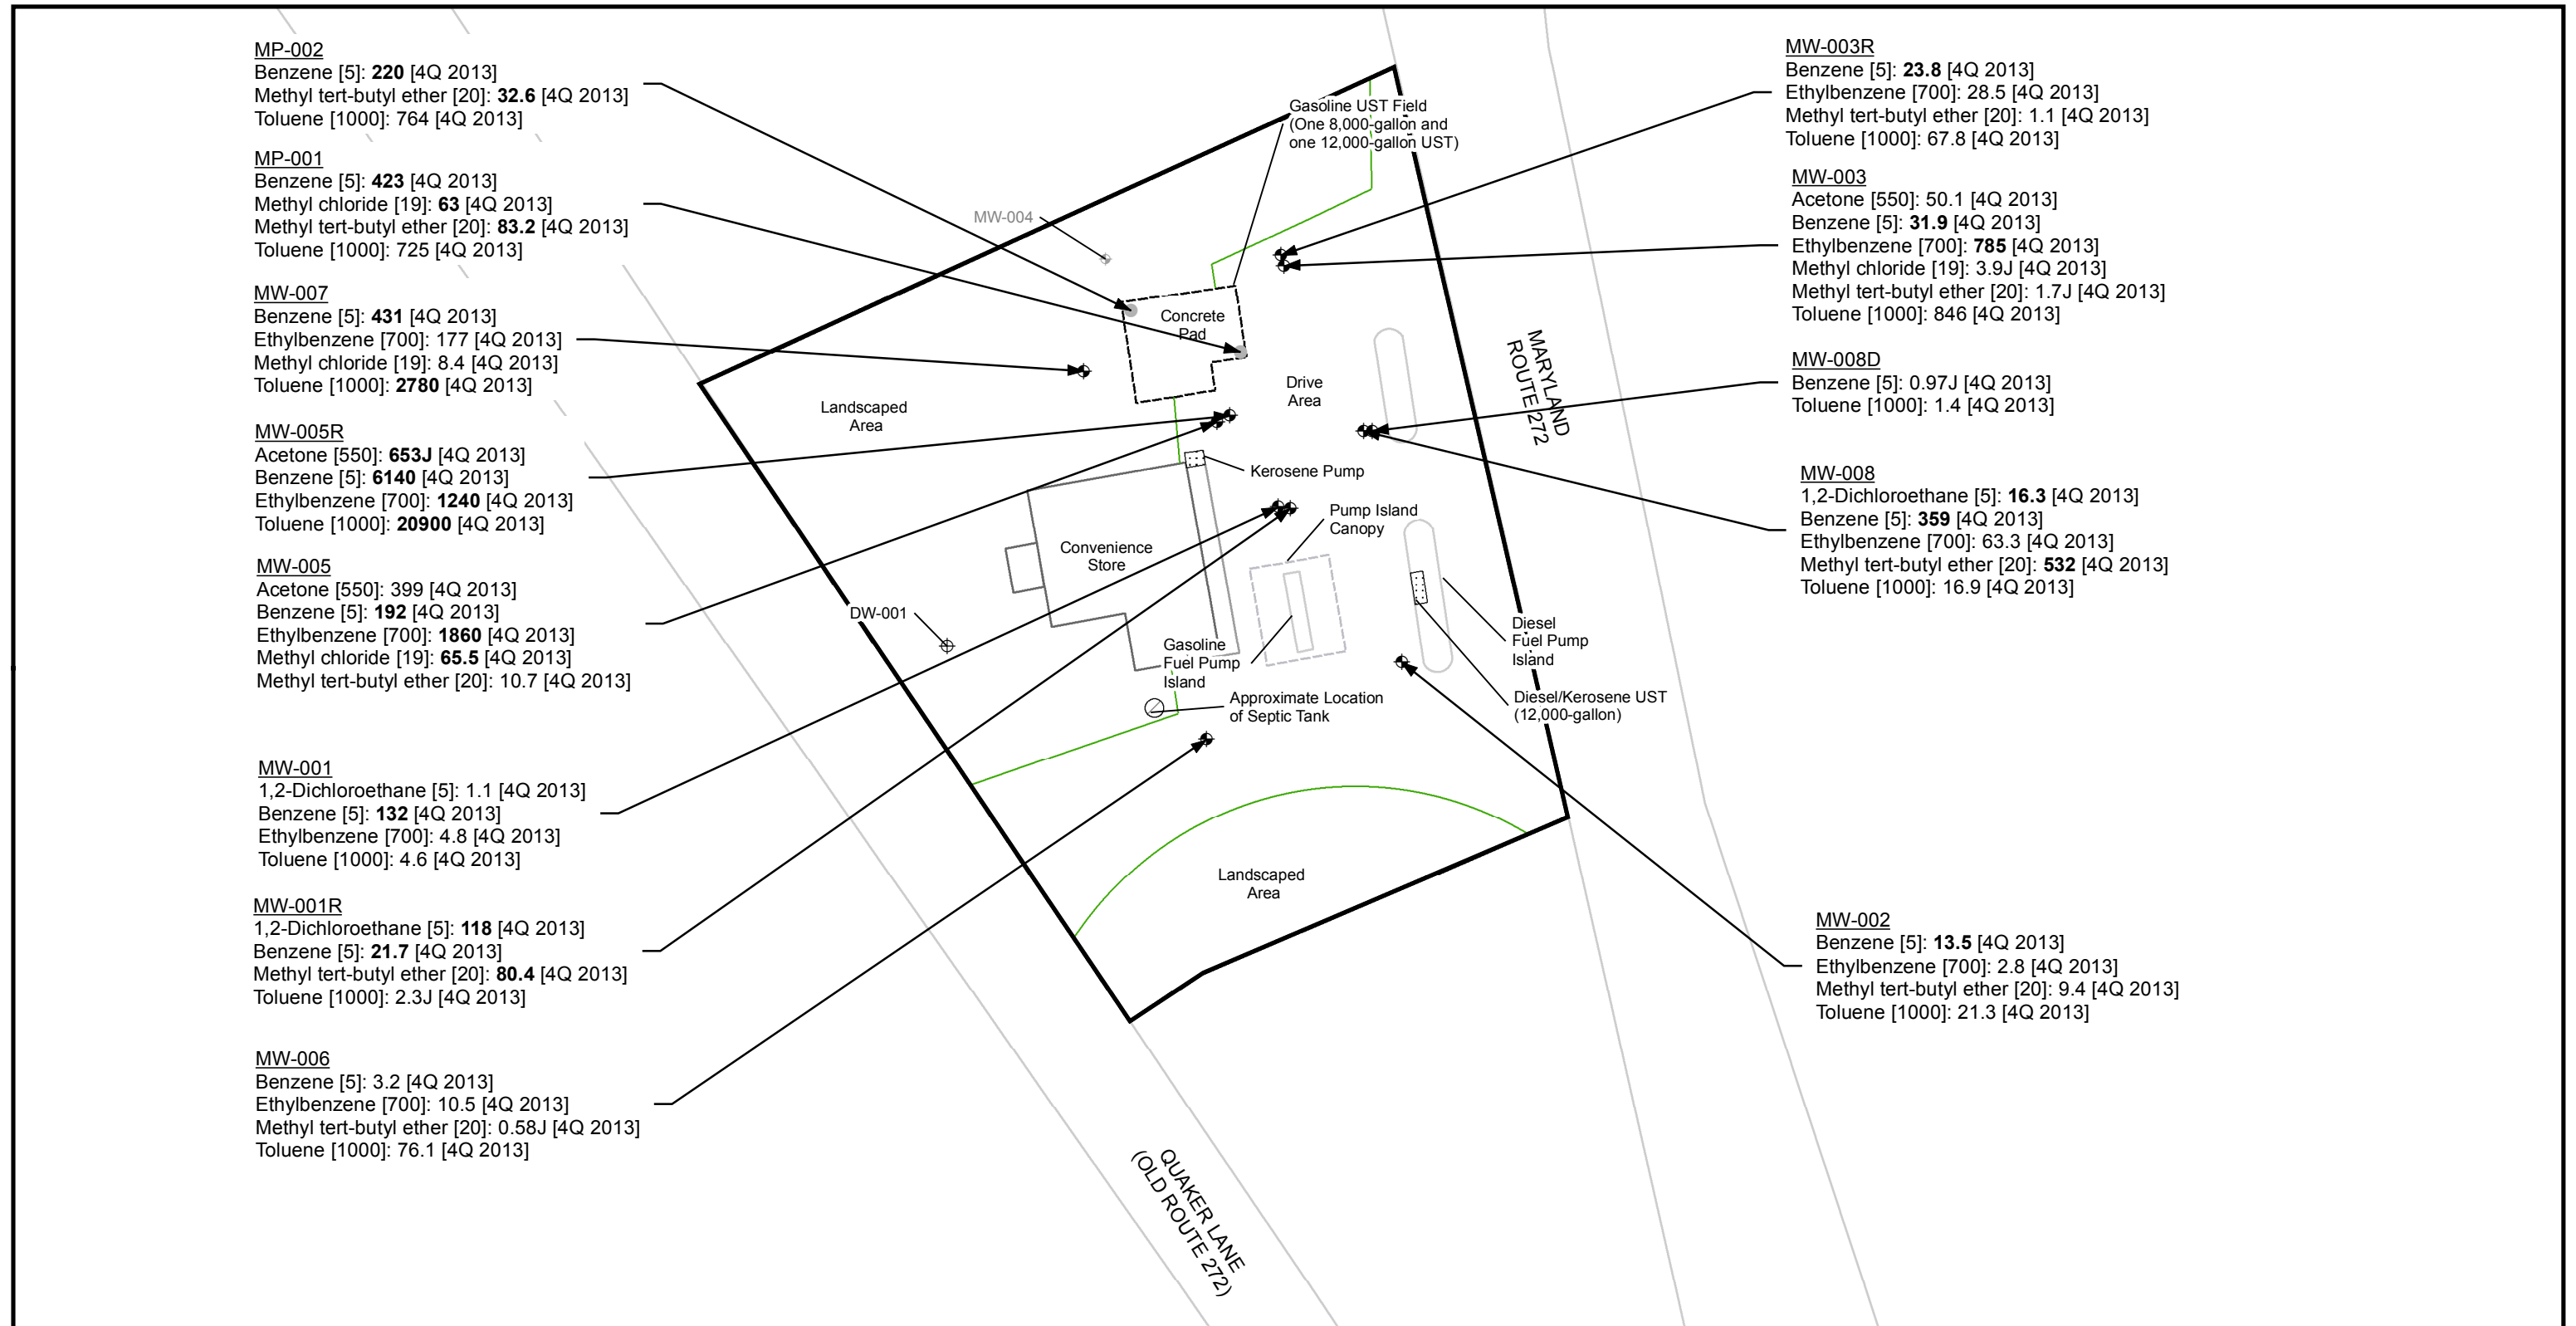 MP-002
Benzene [5]: 220 [4Q 2013]
Methyl tert-butyl ether [20]: 32.6 [4Q 2013]
Toluene [1000]: 764 [4Q 2013]
MP-001
Benzene [5]: 423 [4Q 2013]
Methyl chloride [19]: 63 [4Q 2013]
Methyl tert-butyl ether [20]: 83.2 [4Q 2013]
Toluene [1000]: 725 [4Q 2013]
MW-007
Benzene [5]: 431 [4Q 2013]
Ethylbenzene [700]: 177 [4Q 2013]
Methyl chloride [19]: 8.4 [4Q 2013]
Toluene [1000]: 2780 [4Q 2013]
MW-005R
Acetone [550]: 653J [4Q 2013]
Benzene [5]: 6140 [4Q 2013]
Ethylbenzene [700]: 1240 [4Q 2013]
Toluene [1000]: 20900 [4Q 2013]
MW-005
Acetone [550]: 399 [4Q 2013]
Benzene [5]: 192 [4Q 2013]
Ethylbenzene [700]: 1860 [4Q 2013]
Methyl chloride [19]: 65.5 [4Q 2013]
Methyl tert-butyl ether [20]: 10.7 [4Q 2013]
MW-001
1,2-Dichloroethane [5]: 1.1 [4Q 2013]
Benzene [5]: 132 [4Q 2013]
Ethylbenzene [700]: 4.8 [4Q 2013]
Toluene [1000]: 4.6 [4Q 2013]
MW-001R
1,2-Dichloroethane [5]: 118 [4Q 2013]
Benzene [5]: 21.7 [4Q 2013]
Methyl tert-butyl ether [20]: 80.4 [4Q 2013]
Toluene [1000]: 2.3J [4Q 2013]
MW-006
Benzene [5]: 3.2 [4Q 2013]
Ethylbenzene [700]: 10.5 [4Q 2013]
Methyl tert-butyl ether [20]: 0.58J [4Q 2013]
Toluene [1000]: 76.1 [4Q 2013]
Gasoline UST Field
(One 8,000-gallon and
one 12,000-gallon UST)
MW-004
Concrete
Pad
Drive
Area
Landscaped
Area
Kerosene Pump
Pump Island
Canopy
Convenience
Store
DW-001
Gasoline
Fuel Pump
Island
Diesel
Fuel Pump
Island
Approximate Location
of Septic Tank
Diesel/Kerosene UST
(12,000-gallon)
Landscaped
Area
MARYLAND
ROUTE 272
QUAKER LANE
(OLD ROUTE 272)
MW-003R
Benzene [5]: 23.8 [4Q 2013]
Ethylbenzene [700]: 28.5 [4Q 2013]
Methyl tert-butyl ether [20]: 1.1 [4Q 2013]
Toluene [1000]: 67.8 [4Q 2013]
MW-003
Acetone [550]: 50.1 [4Q 2013]
Benzene [5]: 31.9 [4Q 2013]
Ethylbenzene [700]: 785 [4Q 2013]
Methyl chloride [19]: 3.9J [4Q 2013]
Methyl tert-butyl ether [20]: 1.7J [4Q 2013]
Toluene [1000]: 846 [4Q 2013]
MW-008D
Benzene [5]: 0.97J [4Q 2013]
Toluene [1000]: 1.4 [4Q 2013]
MW-008
1,2-Dichloroethane [5]: 16.3 [4Q 2013]
Benzene [5]: 359 [4Q 2013]
Ethylbenzene [700]: 63.3 [4Q 2013]
Methyl tert-butyl ether [20]: 532 [4Q 2013]
Toluene [1000]: 16.9 [4Q 2013]
MW-002
Benzene [5]: 13.5 [4Q 2013]
Ethylbenzene [700]: 2.8 [4Q 2013]
Methyl tert-butyl ether [20]: 9.4 [4Q 2013]
Toluene [1000]: 21.3 [4Q 2013]